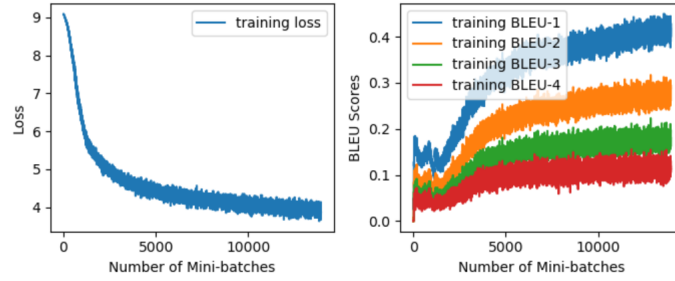 9
8
7
6
5
4
Loss
training loss
0
5000
10000
Number of Mini-batches
0.4
0.3
0.2
0.1
0.0
BLEU Scores
training BLEU-1
training BLEU-2
training BLEU-3
training BLEU-4
0
5000
10000
Number of Mini-batches